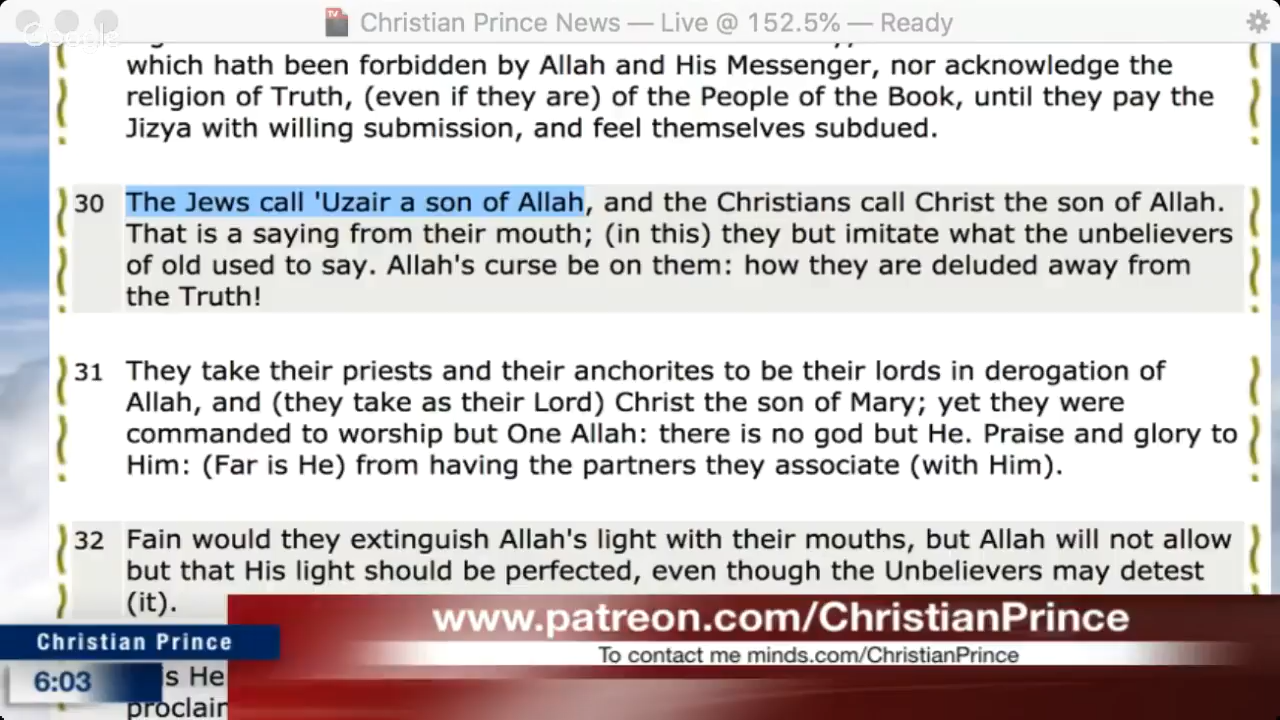 Christian Prince News — Live @ 152.5% — Ready
Google
which hath been forbidden by Allah and His Messenger, nor acknowledge the
religion of Truth, (even if they are) of the People of the Book, until they pay the
Jizya with willing submission, and feel themselves subdued.
30 The Jews call 'Uzair a son of Allah, and the Christians call Christ the son of Allah.
That is a saying from their mouth; (in this) they but imitate what the unbelievers
of old used to say. Allah's curse be on them: how they are deluded away from
the Truth!
31 They take their priests and their anchorites to be their lords in derogation of
Allah, and (they take as their Lord) Christ the son of Mary; yet they were
commanded to worship but One Allah: there is no god but He. Praise and glory to
Him: (Far is He) from having the partners they associate (with Him).
32 Fain would they extinguish Allah's light with their mouths, but Allah will not allow
but that His light should be perfected, even though the Unbelievers may detest
(it).
www.patreon.com/ChristianPrince
Christian Prince
To contact me minds.com/ChristianPrince
6:03
s He
proclain